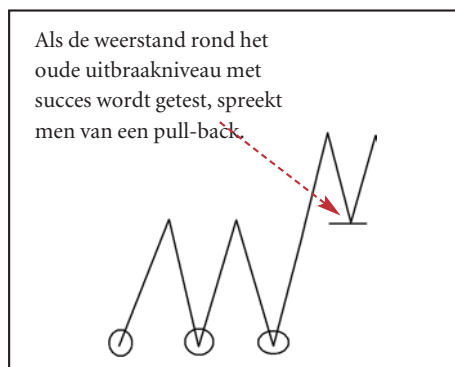 Als de weerstand rond het
oude uitbraakniveau met
succes wordt getest, spreekt
men van een pull-back.